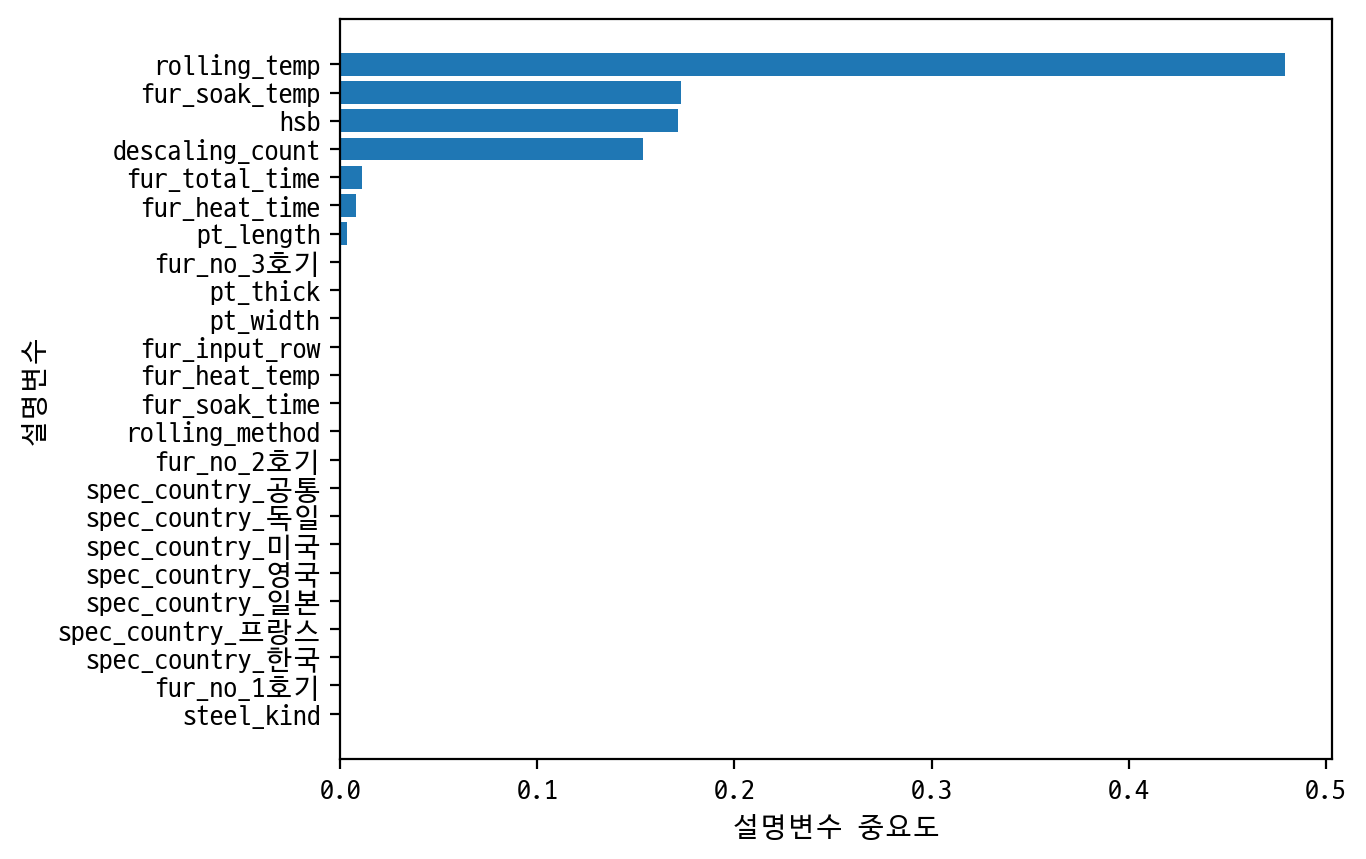 rolling_temp
fur_soak_temp
hsb
descaling_count
fur_total_time
fur_heat_time
pt_length
fur_no_3호기
pt_thick
pt_width
fur_input_row
fur_heat_temp
fur_soak_time
rolling_method
fur_no_2호기
spec_country_공통
spec_country_독일
spec_country_미국
spec_country_영국
spec_country_일본
spec_country_프랑스
spec_country_한국
fur_no_1호기
steel_kind
설명변수
0.0 0.1 0.2 0.3 0.4 0.5
설명변수 중요도